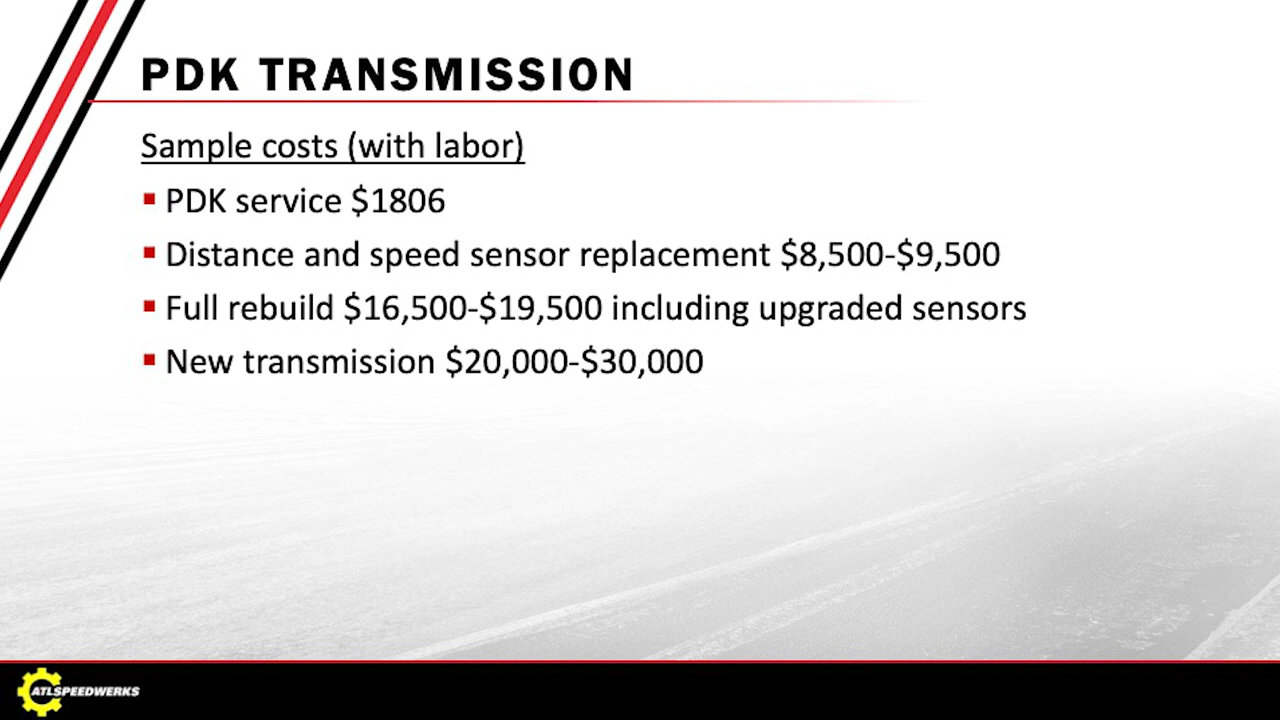 PDK TRANSMISSION
Sample costs (with labor)
PDK service $1806
Distance and speed sensor replacement $8,500-$9,500
Full rebuild $16,500-$19,500 including upgraded sensors
New transmission $20,000-$30,000
ATLSPEEDWERKS